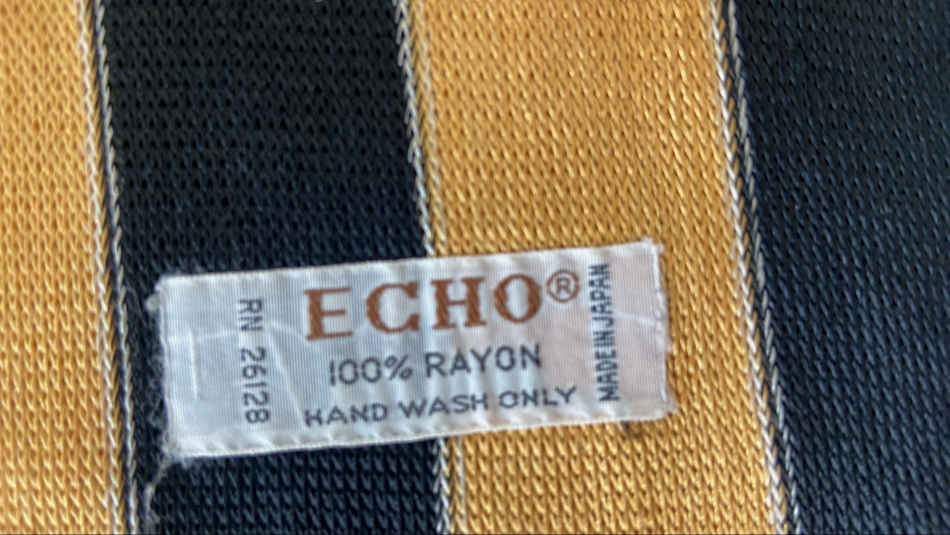 RN 26128
ECHO®
100% RAYON
HAND WASH ONLY
MADE IN JAPAN